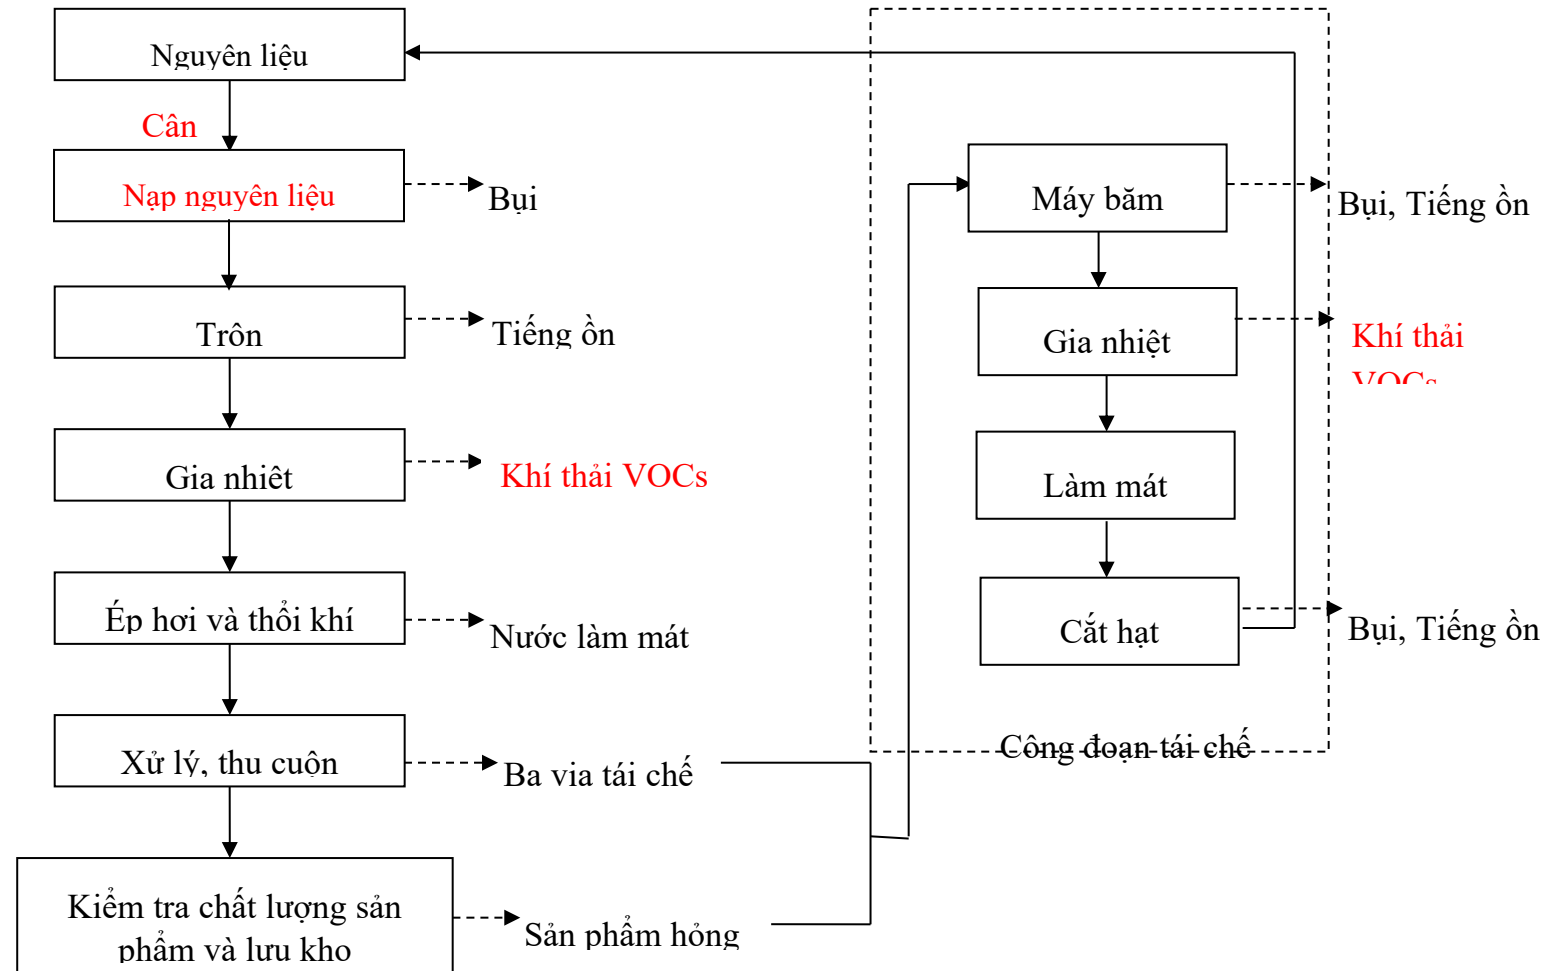 Nguyên liệu
Cân
Nạp nguyên liệu
Bụi
Trôn
Tiếng ồn
Gia nhiêt
Khí thải VOCs
Ép hơi và thổi khí
Nước làm mát
Xử lý, thu cuôn
Ba via tái chế
Kiểm tra chất lượng sản
phẩm và lưu kho
Sản phẩm hỏng
Máy băm
Bụi, Tiếng ồn
Gia nhiệt
Khí thải
VOCs
Làm mát
Cắt hạt
Bụi, Tiếng ồn
Công đoạn tái chế